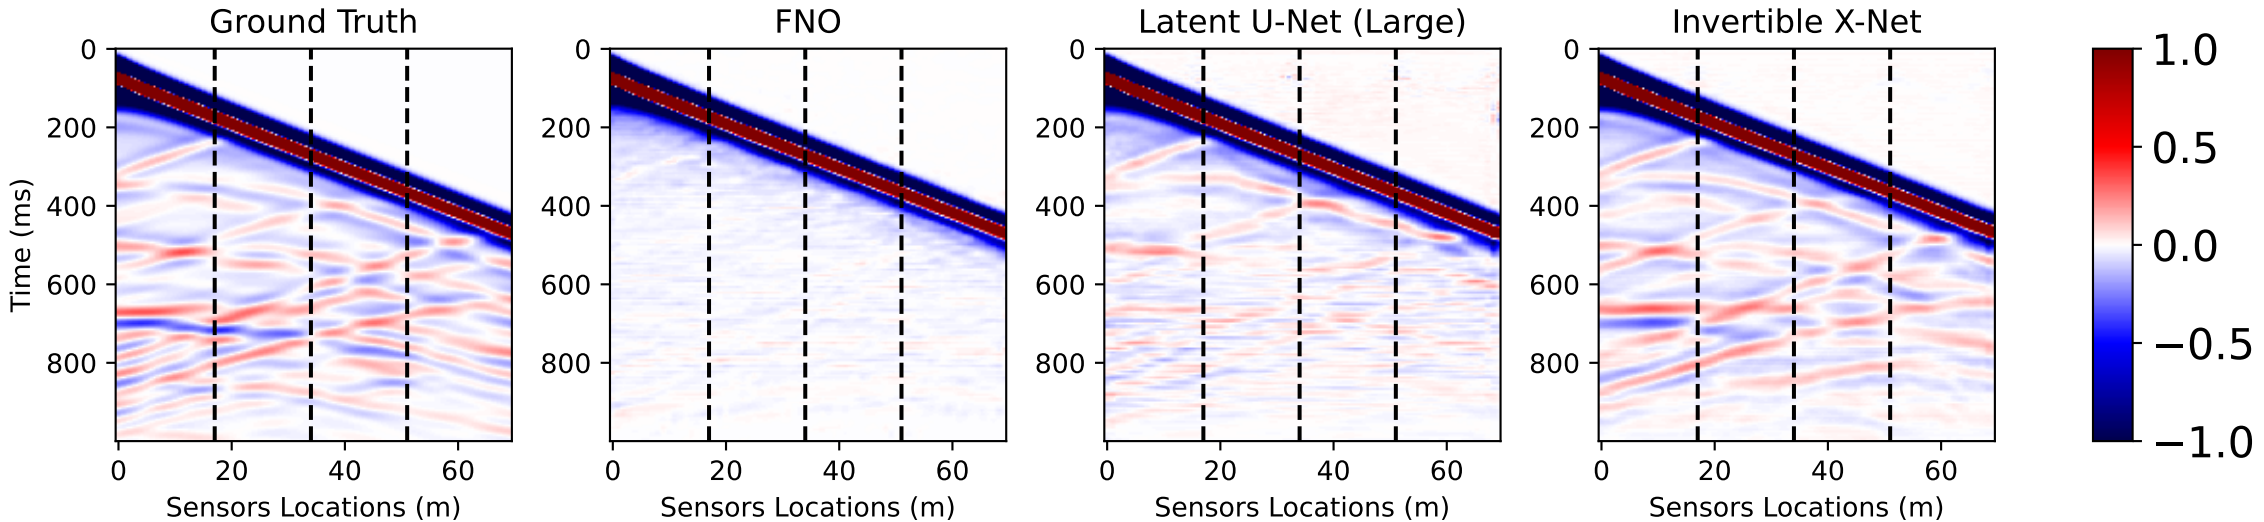 Ground Truth
FNO
Latent U-Net (Large)
Invertible X-Net
0
200
400
600
800
Time (ms)
0 20 40 60
Sensors Locations (m)
0
200
400
600
800
0 20 40 60
Sensors Locations (m)
0
200
400
600
800
0 20 40 60
Sensors Locations (m)
0
200
400
600
800
0 20 40 60
Sensors Locations (m)
1.0
0.5
0.0
−0.5
−1.0